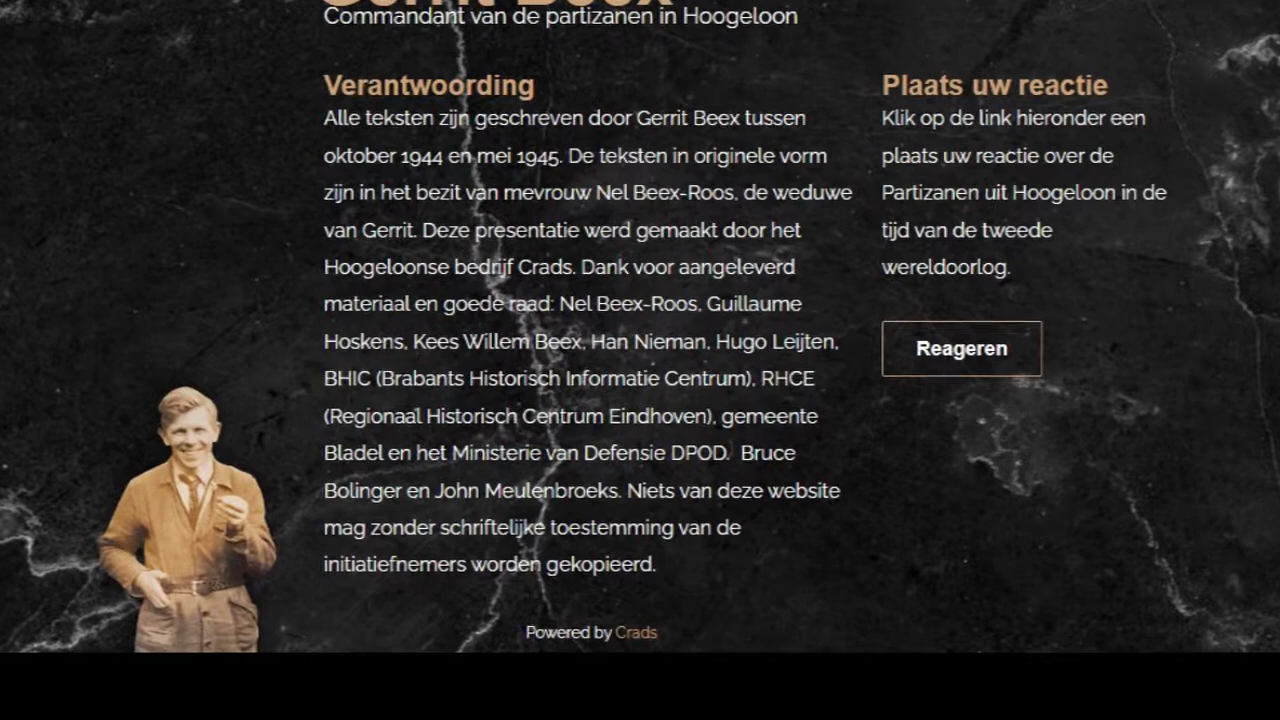 Gerrit Beex
Commandant van de partizanen in Hoogeloon
Verantwoording
Alle teksten zijn geschreven door Gerrit Beex tussen
oktober 1944 en mei 1945. De teksten in originele vorm
zijn in het bezit van mevrouw Nel Beex-Roos, de weduwe
van Gerrit. Deze presentatie werd gemaakt door het
Hoogeloonse bedrijf Crads. Dank voor aangeleverd
materiaal en goede raad: Nel Beex-Roos, Guillaume
Hoskens, Kees Willem Beex, Han Nieman, Hugo Leijten,
BHIC (Brabants Historisch Informatie Centrum), RHCE
(Regionaal Historisch Centrum Eindhoven), gemeente
Bladel en het Ministerie van Defensie DPOD.  Bruce
Bolinger en John Meulenbroeks. Niets van deze website
mag zonder schriftelijke toestemming van de
initiatiefnemers worden gekopieerd.
Plaats uw reactie
Klik op de link hieronder een
plaats uw reactie over de
Partizanen uit Hoogeloon in de
tijd van de tweede
wereldoorlog.
Reageren
Powered by Crads